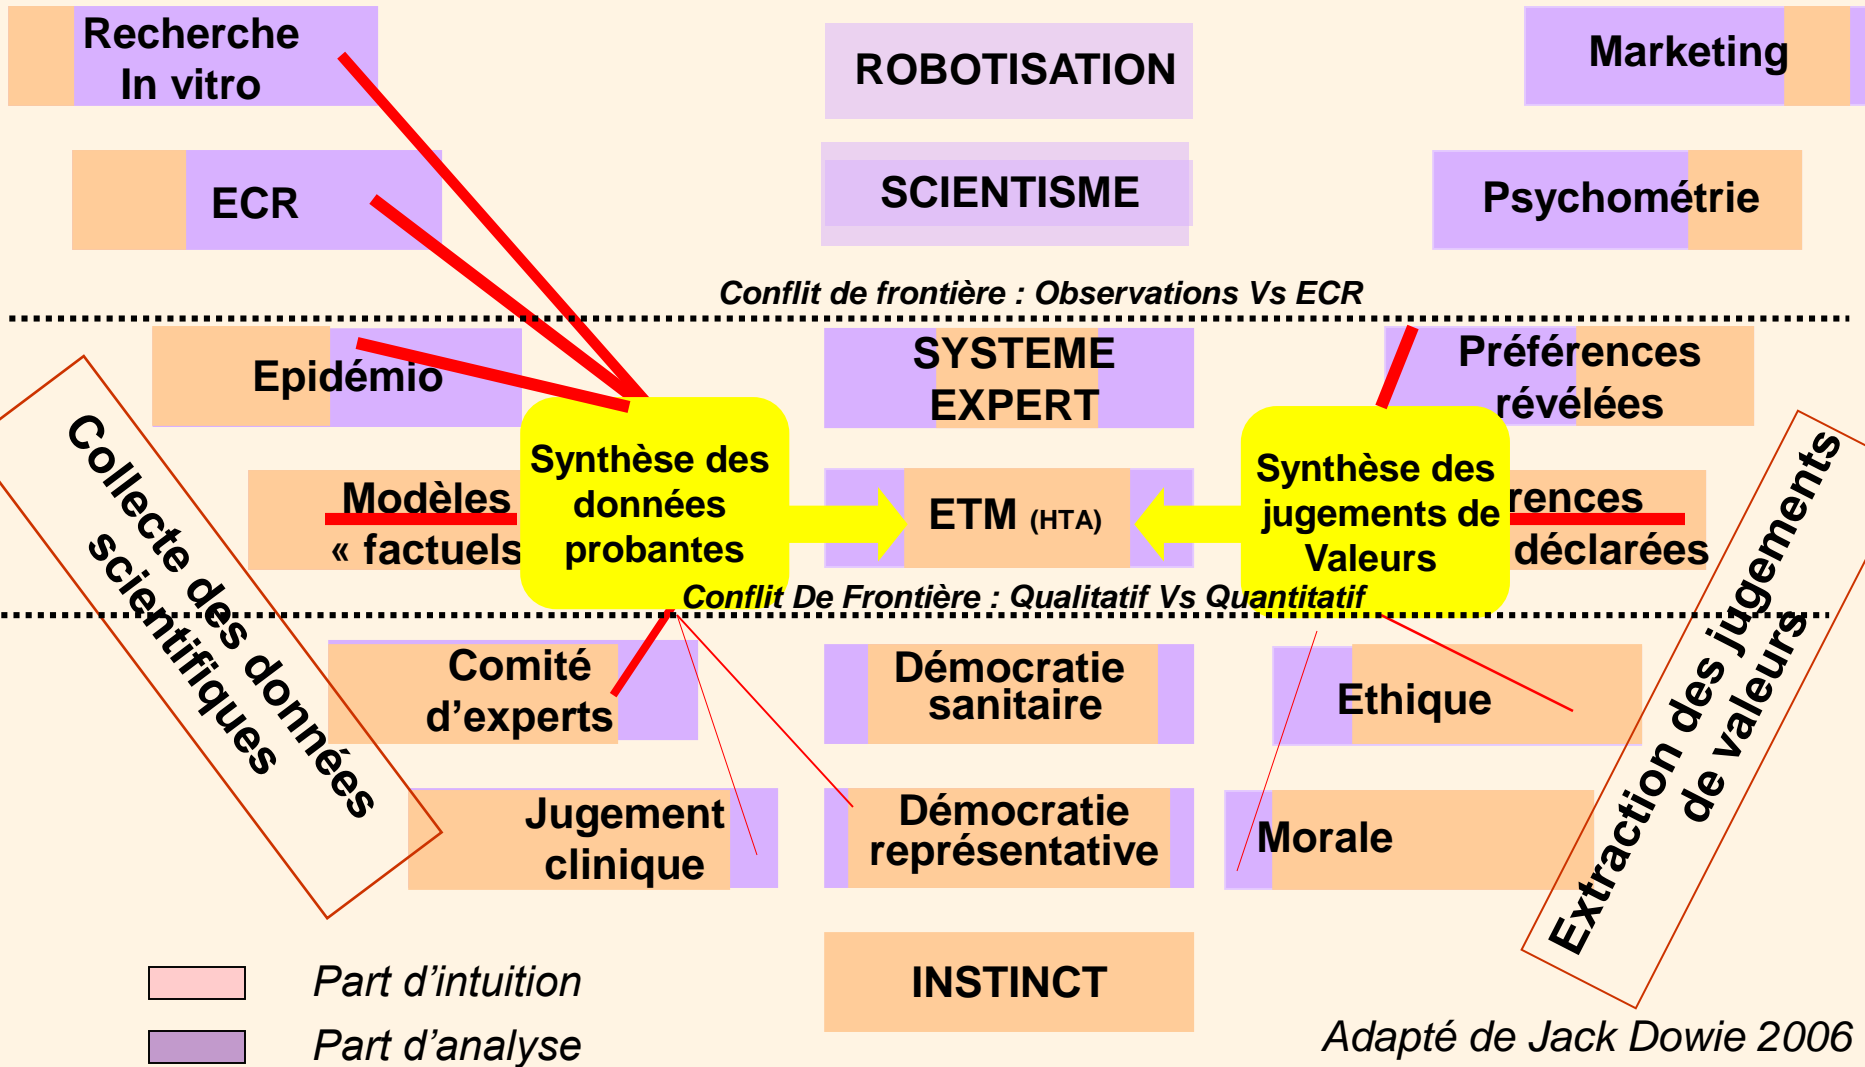 Recherche
In vitro
ROBOTISATION
Marketing
ECR
SCIENTISME
Psychométrie
Conflit de frontière : Observations Vs ECR
Epidémio
SYSTEME
EXPERT
Préférences
révélées
Collecte des données
scientifiques
Modèles
« factuels
Synthèse des
données
probantes
ETM (HTA)
Synthèse des
jugements de
Valeurs
rences
déclarées
Extraction des jugements
de valeurs
Conflit De Frontière : Qualitatif Vs Quantitatif
Comité
d’experts
Démocratie
sanitaire
Ethique
Jugement
clinique
Démocratie
représentative
Morale
INSTINCT
Part d’intuition
Part d’analyse
Adapté de Jack Dowie 2006